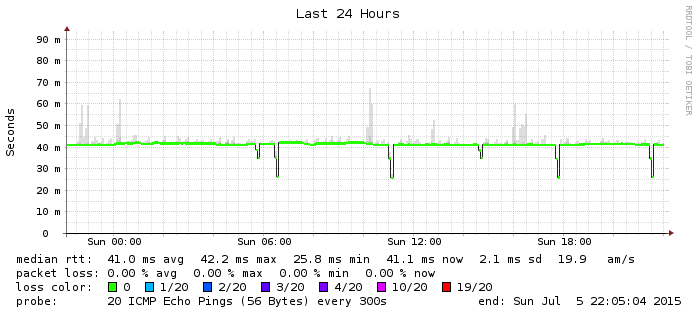 Last 24 Hours
RRDTOOL / TOBI OETIKER
Seconds
90 m
80 m
70 m
60 m
50 m
40 m
30 m
20 m
10 m
0
Sun 00:00 Sun 06:00 Sun 12:00 Sun 18:00
median rtt: 41.0 ms avg 42.2 ms max 25.8 ms min 41.1 ms now 2.1 ms sd 19.9 am/s
packet loss: 0.00 % avg 0.00 % max 0.00 % min 0.00 % now
loss color: 0 1/20 2/20 3/20 4/20 10/20 19/20
probe: 20 ICMP Echo Pings (56 Bytes) every 300s end: Sun Jul 5 22:05:04 2015